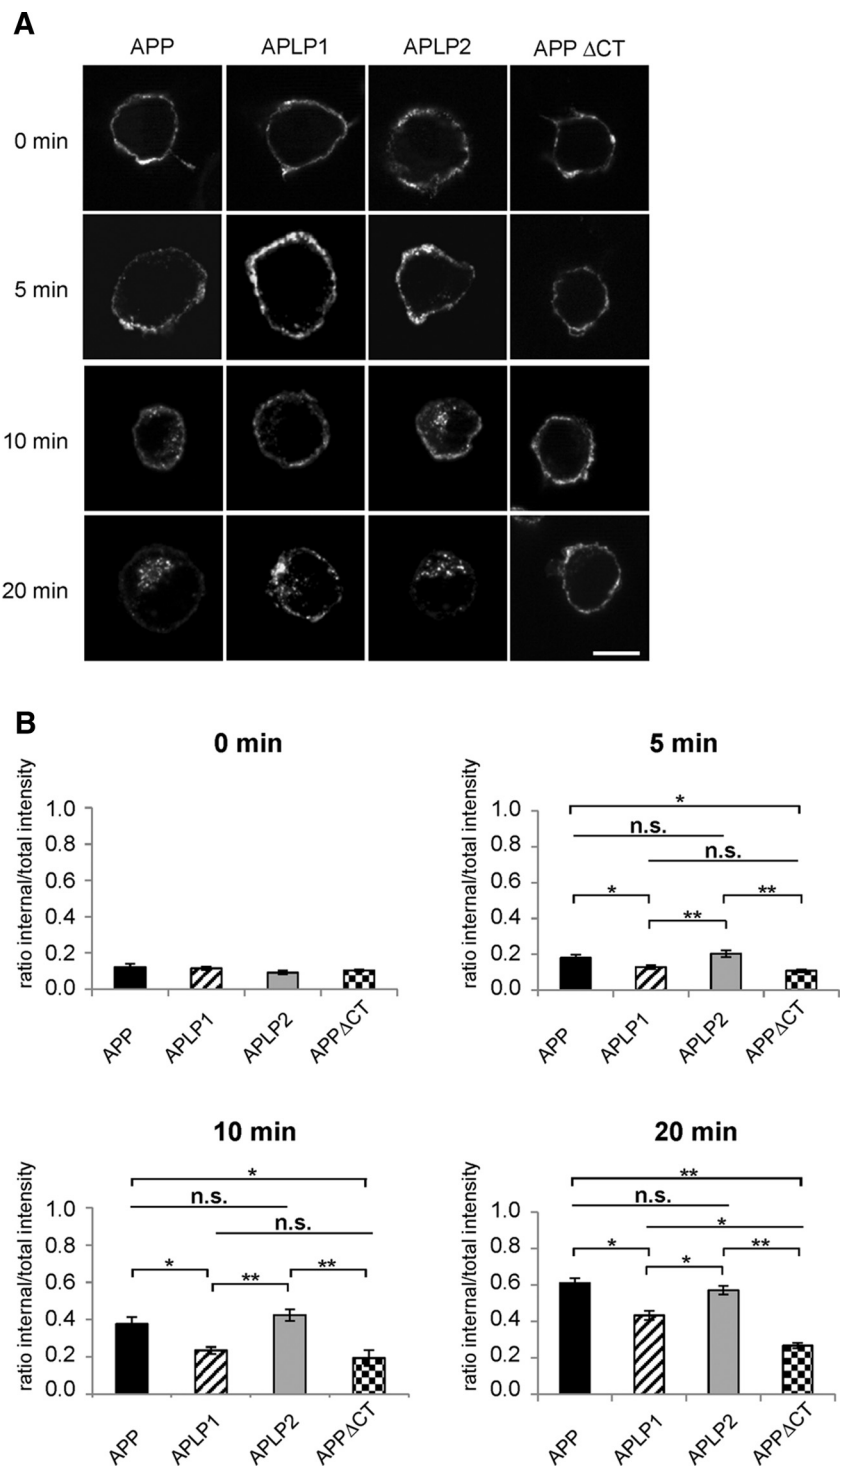 A
APP APLP1 APLP2 APP ΔCT
0 min
5 min
10 min
20 min
B
0 min
ratio internal/total intensity
1.0
0.8
0.6
0.4
0.2
0.0
APP APLP1 APLP2 APPΔCT
5 min
ratio internal/total intensity
1.0
0.8
0.6
0.4
0.2
0.0
*
n.s.
n.s.
* **
**
APP APLP1 APLP2 APPΔCT
10 min
ratio internal/total intensity
1.0
0.8
0.6
0.4
0.2
0.0
*
n.s.
n.s.
* **
**
APP APLP1 APLP2 APPΔCT
20 min
ratio internal/total intensity
1.0
0.8
0.6
0.4
0.2
0.0
**
n.s.
*
* **
*
APP APLP1 APLP2 APPΔCT